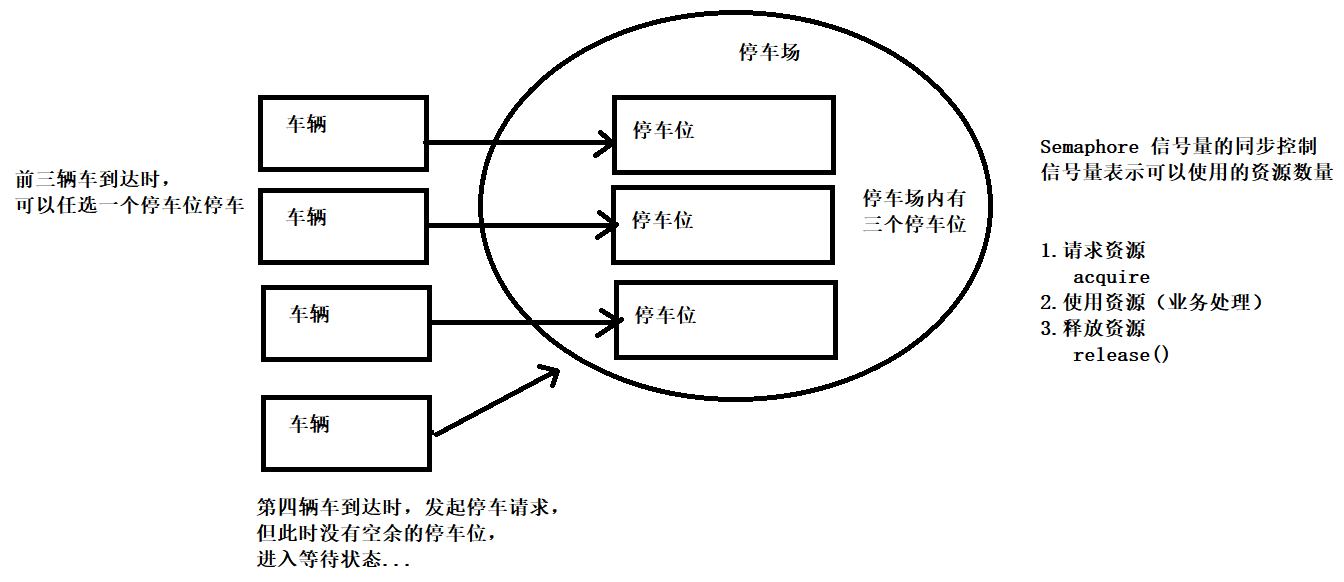 停车场
车辆
停车位
前三辆车到达时，
可以任选一个停车位停车
车辆
停车位
停车场内有
三个停车位
车辆
停车位
车辆
第四辆车到达时，发起停车请求，
但此时没有空余的停车位，
进入等待状态...
Semaphore 信号量的同步控制
信号量表示可以使用的资源数量
1.请求资源
acquire
2.使用资源（业务处理）
3.释放资源
release()